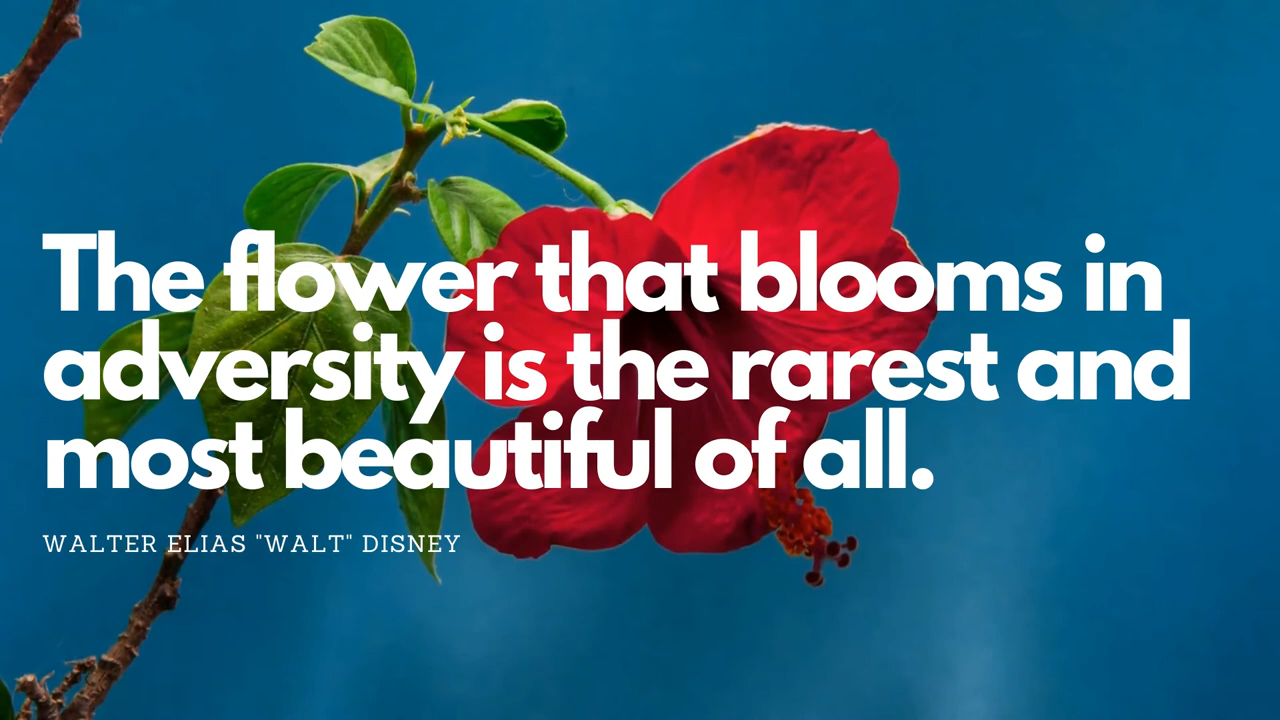 The flower that blooms in
adversity is the rarest and
most beautiful of all.
WALTER ELIAS "WALT" DISNEY